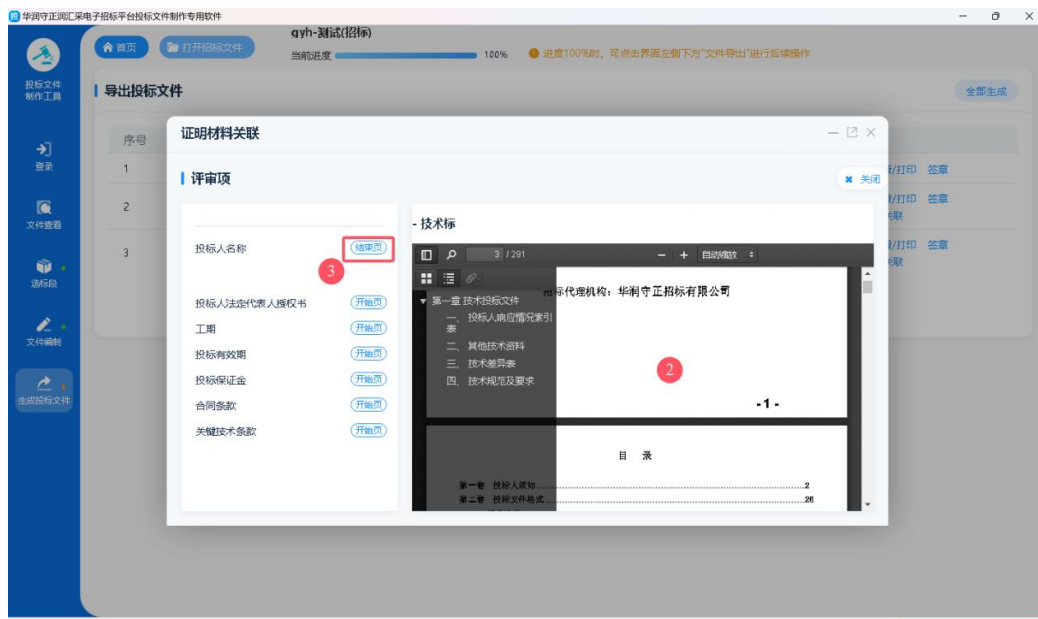 华润守正润汇采电子招标平台投标文件制作专用软件
投标文件
制作工具
登录
文件查看
选标段
文件编制
生成投标文件
首页
打开招标文件
gyh-测试(招标)
当前进度
100%
进度100%时，可点击界面左侧下方"文件导出"进行后续操作
导出投标文件
全部生成
序号
1
/打印 签章
2
3
/打印 签章
证明材料关联
评审项
关闭
投标人名称 结束页
3
投标人法定代表人授权书 开始页
工期 开始页
投标有效期 开始页
投标保证金 开始页
合同条款 开始页
关键技术条款 开始页
- 技术标
3 / 291
自动缩放
第一章 技术投标文件
一、投标人响应情况索引
表
二、其他技术资料
三、技术差异表
四、技术规范及要求
标代理机构：华润守正招标有限公司
2
- 1 -
目 录
第一卷 投标人须知 2
第二卷 投标文件格式 26